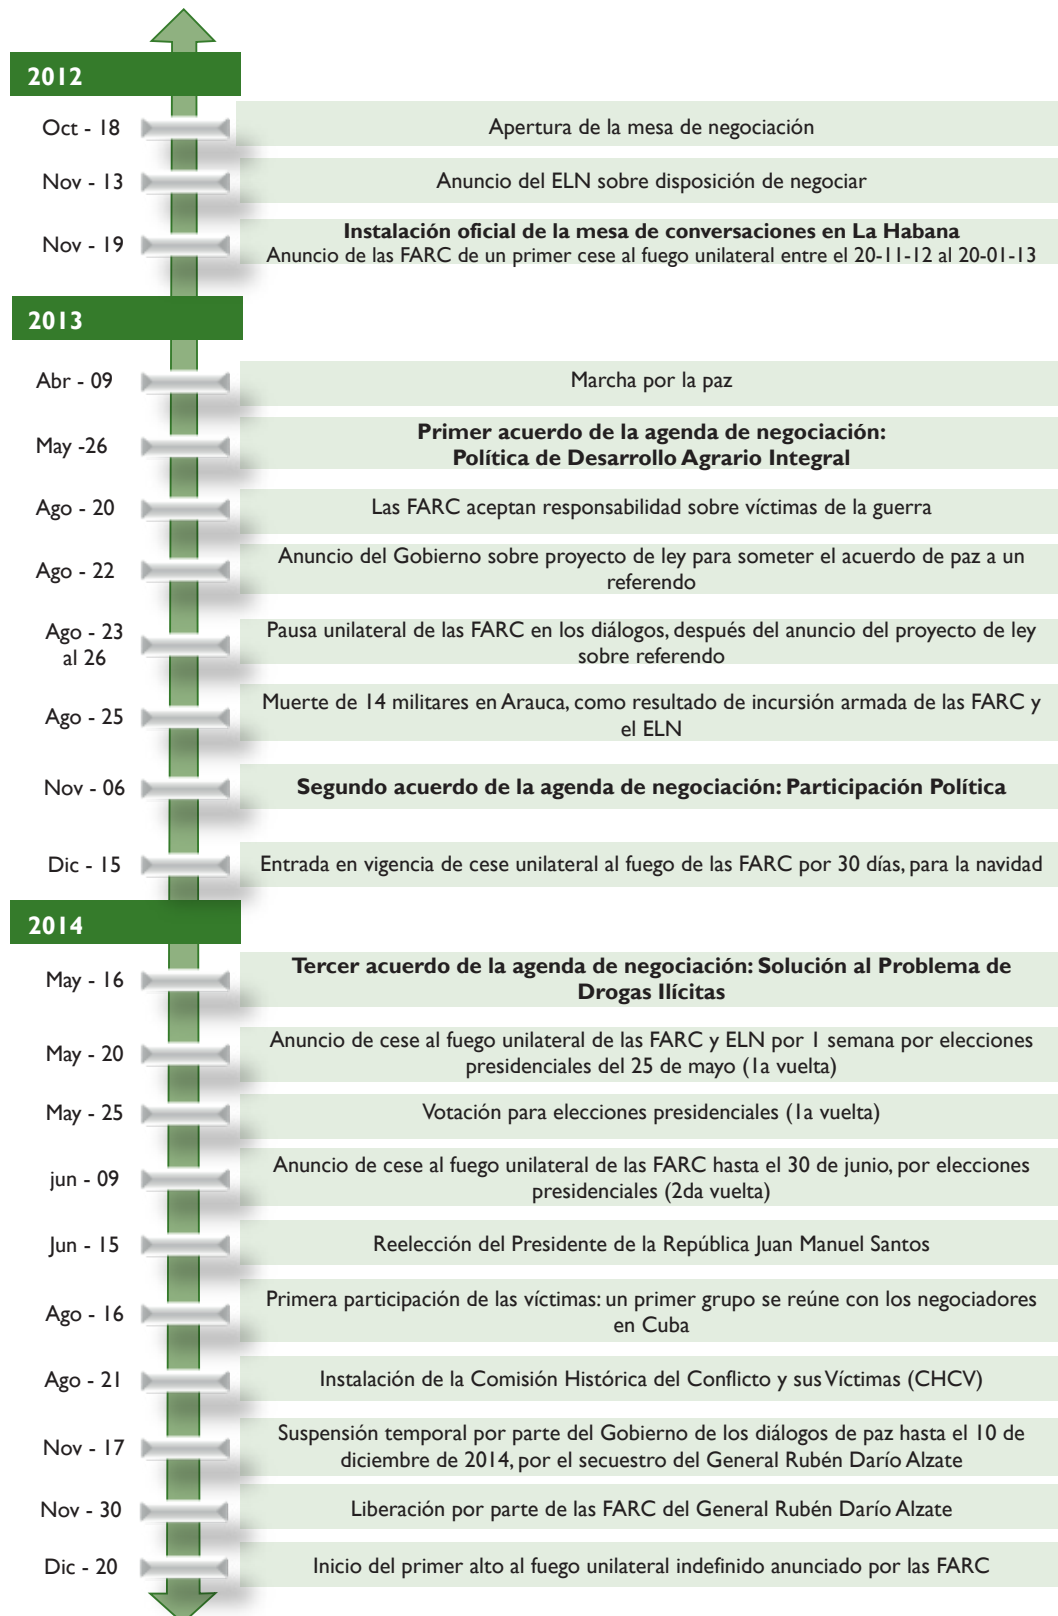 2012
Oct - 18
Apertura de la mesa de negociación
Nov - 13
Anuncio del ELN sobre disposición de negociar
Nov - 19
Instalación oficial de la mesa de conversaciones en La Habana
Anuncio de las FARC de un primer cese al fuego unilateral entre el 20-11-12 al 20-01-13
2013
Abr - 09
Marcha por la paz
May -26
Primer acuerdo de la agenda de negociación:
Política de Desarrollo Agrario Integral
Ago - 20
Las FARC aceptan responsabilidad sobre víctimas de la guerra
Ago - 22
Anuncio del Gobierno sobre proyecto de ley para someter el acuerdo de paz a un
referendo
Ago - 23
al 26
Pausa unilateral de las FARC en los diálogos, después del anuncio del proyecto de ley
sobre referendo
Ago - 25
Muerte de 14 militares en Arauca, como resultado de incursión armada de las FARC y
el ELN
Nov - 06
Segundo acuerdo de la agenda de negociación: Participación Política
Dic - 15
Entrada en vigencia de cese unilateral al fuego de las FARC por 30 días, para la navidad
2014
May - 16
Tercer acuerdo de la agenda de negociación: Solución al Problema de
Drogas Ilícitas
May - 20
Anuncio de cese al fuego unilateral de las FARC y ELN por 1 semana por elecciones
presidenciales del 25 de mayo (1a vuelta)
May - 25
Votación para elecciones presidenciales (1a vuelta)
jun - 09
Anuncio de cese al fuego unilateral de las FARC hasta el 30 de junio, por elecciones
presidenciales (2da vuelta)
Jun - 15
Reelección del Presidente de la República Juan Manuel Santos
Ago - 16
Primera participación de las víctimas: un primer grupo se reúne con los negociadores
en Cuba
Ago - 21
Instalación de la Comisión Histórica del Conflicto y sus Víctimas (CHCV)
Nov - 17
Suspensión temporal por parte del Gobierno de los diálogos de paz hasta el 10 de
diciembre de 2014, por el secuestro del General Rubén Darío Alzate
Nov - 30
Liberación por parte de las FARC del General Rubén Darío Alzate
Dic - 20
Inicio del primer alto al fuego unilateral indefinido anunciado por las FARC